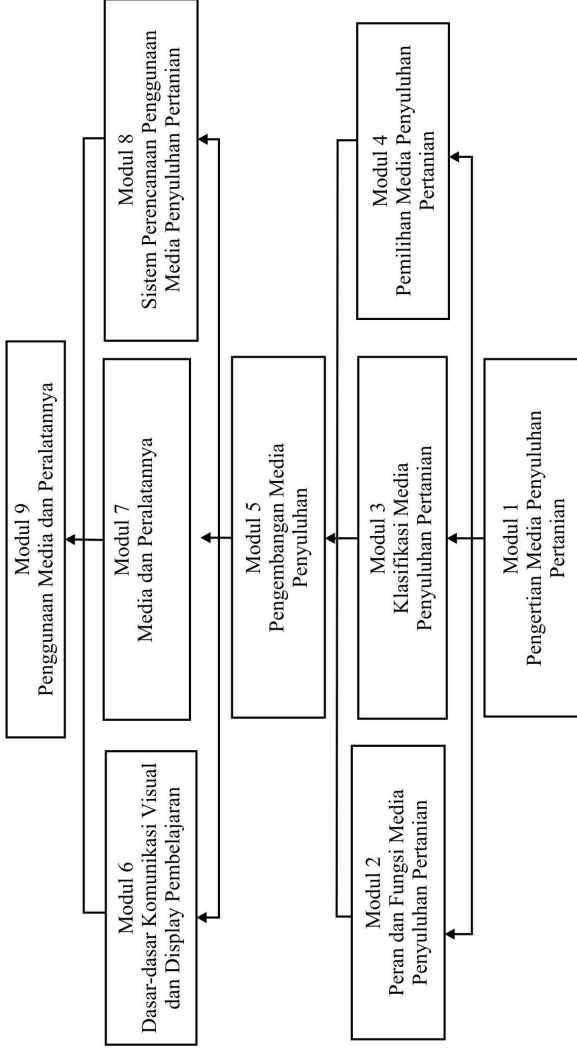 Modul 9
Penggunaan Media dan Peralatannya
Modul 6
Dasar-dasar Komunikasi Visual
dan Display Pembelajaran
Modul 7
Media dan Peralatannya
Modul 8
Sistem Perencanaan Penggunaan
Media Penyuluhan Pertanian
Modul 5
Pengembangan Media
Penyuluhan
Modul 2
Peran dan Fungsi Media
Penyuluhan Pertanian
Modul 3
Klasifikasi Media
Penyuluhan Pertanian
Modul 4
Pemilihan Media Penyuluhan
Pertanian
Modul 1
Pengertian Media Penyuluhan
Pertanian